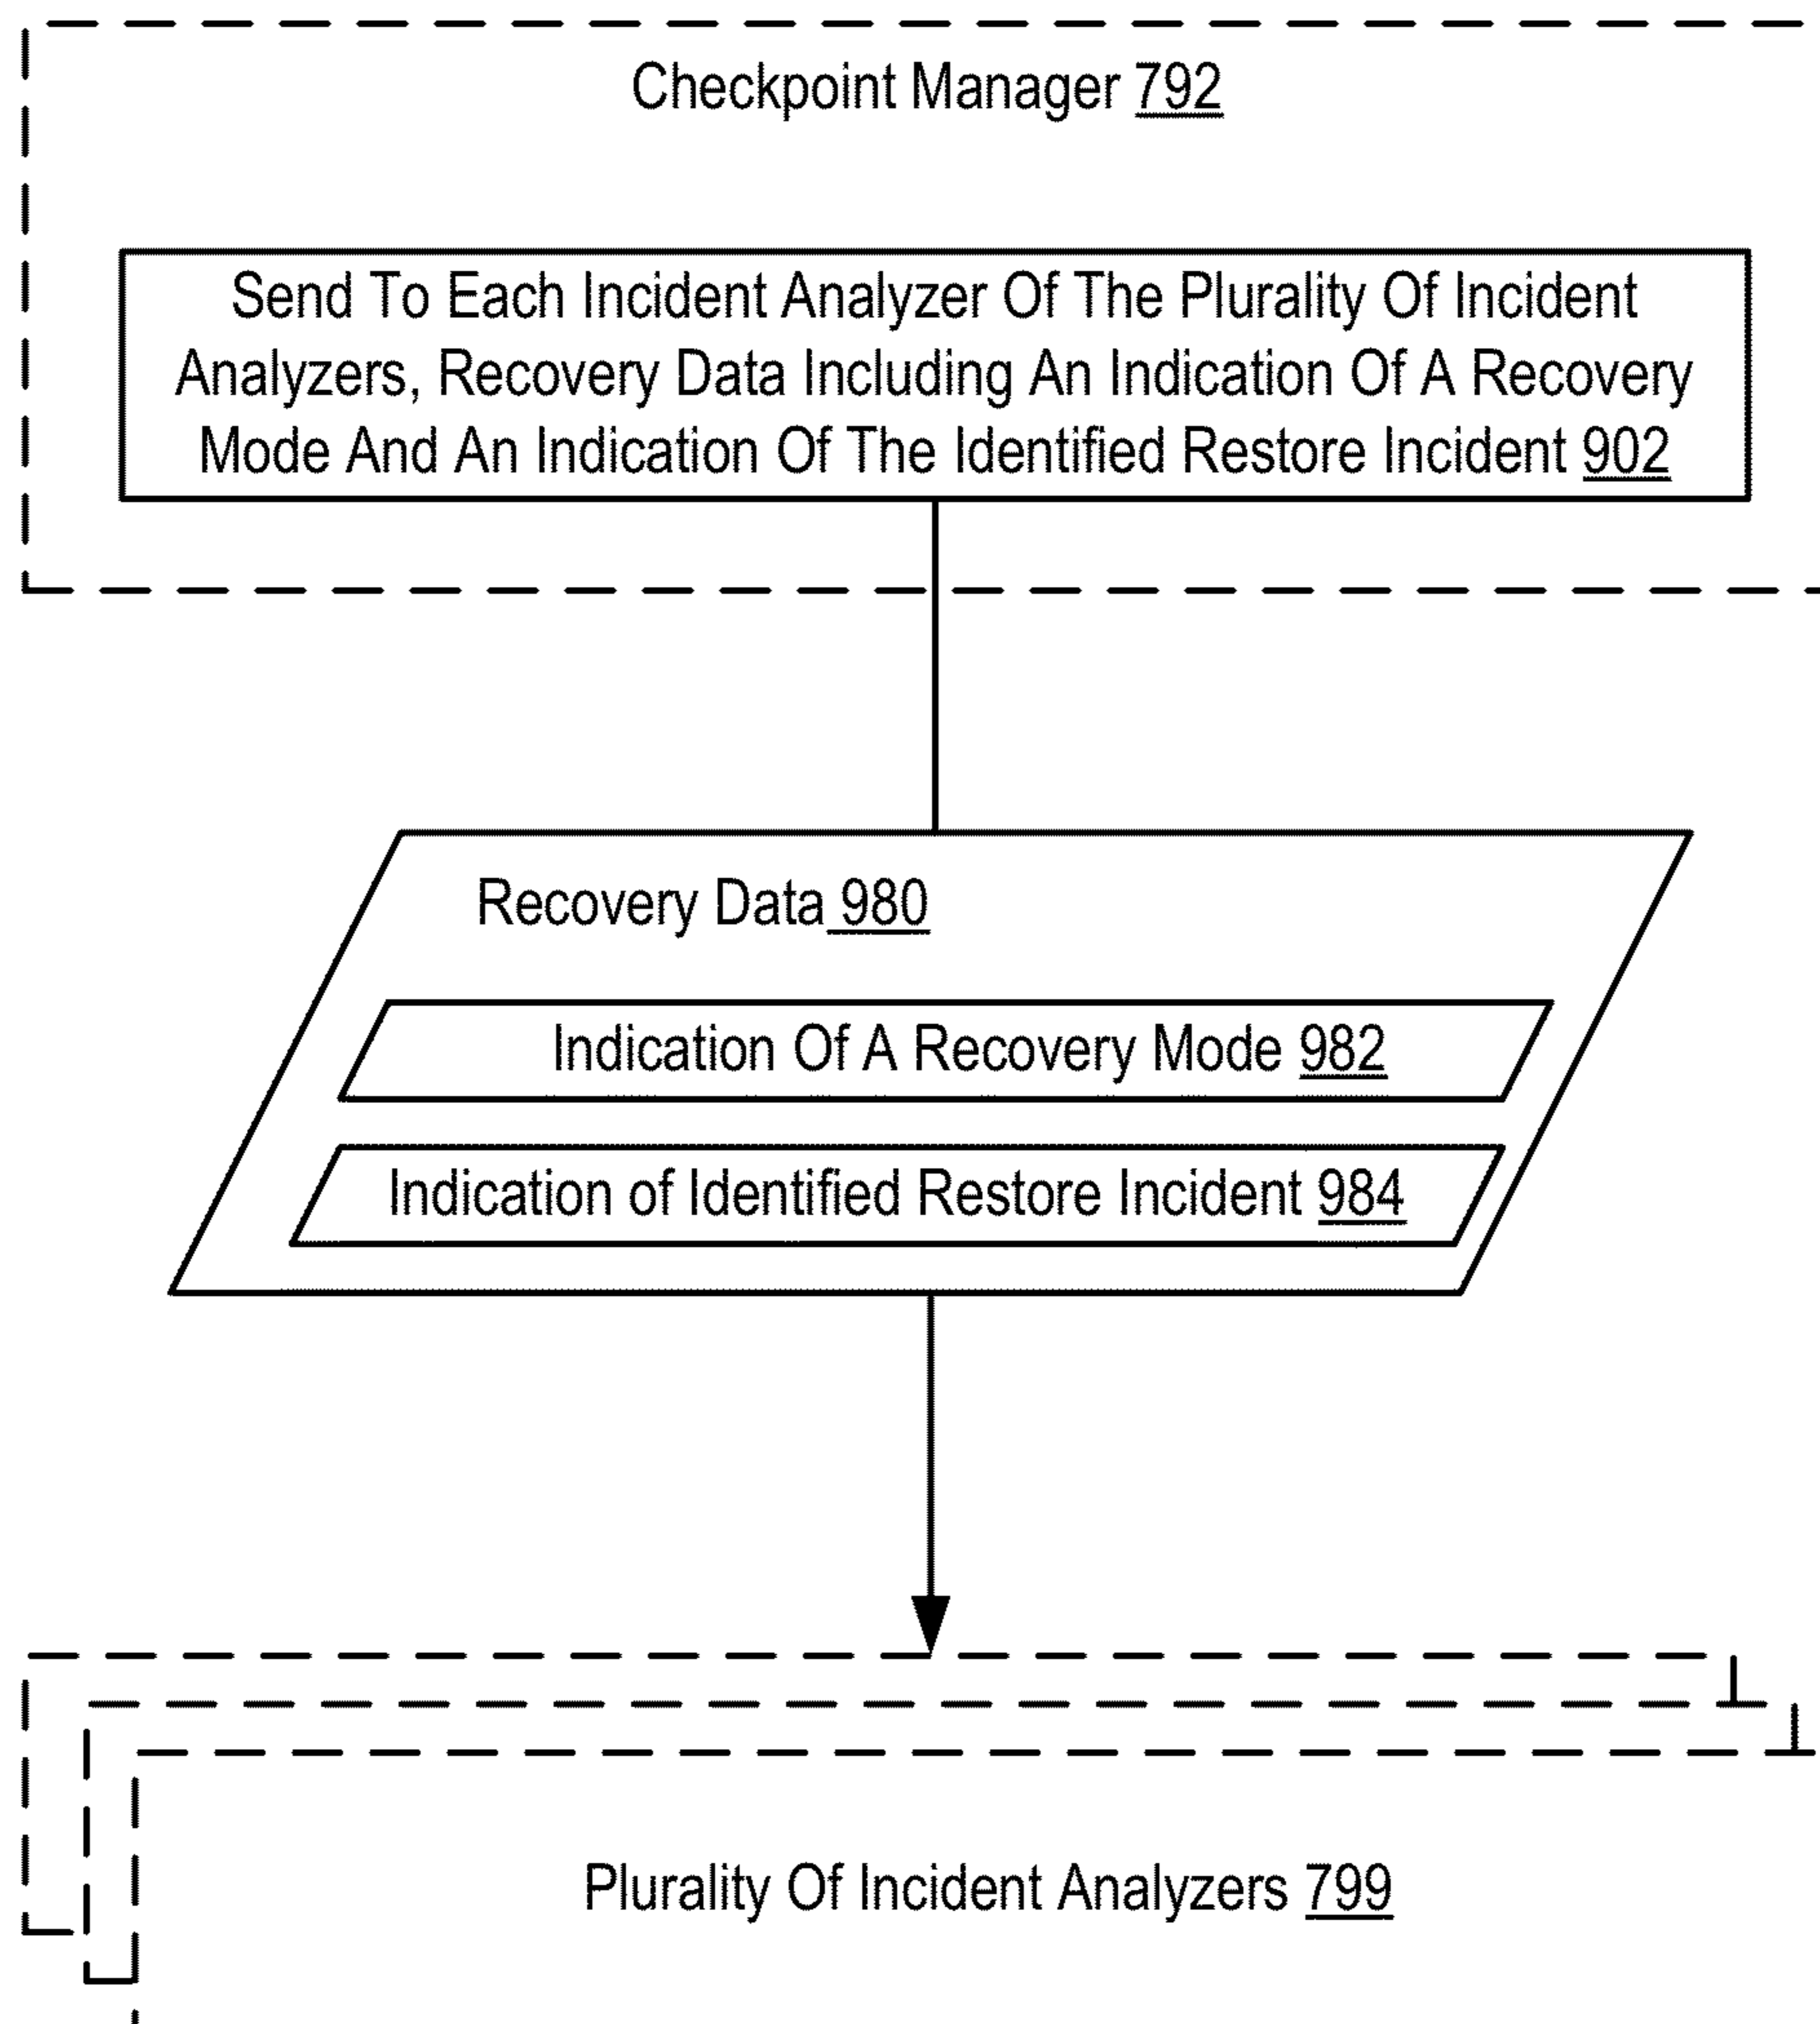 Checkpoint Manager 792
Send To Each Incident Analyzer Of The Plurality Of Incident
Analyzers, Recovery Data Including An Indication Of A Recovery
Mode And An Indication Of The Identified Restore Incident 902
Recovery Data 980
Indication Of A Recovery Mode 982
Indication of Identified Restore Incident 984
Plurality Of Incident Analyzers 799